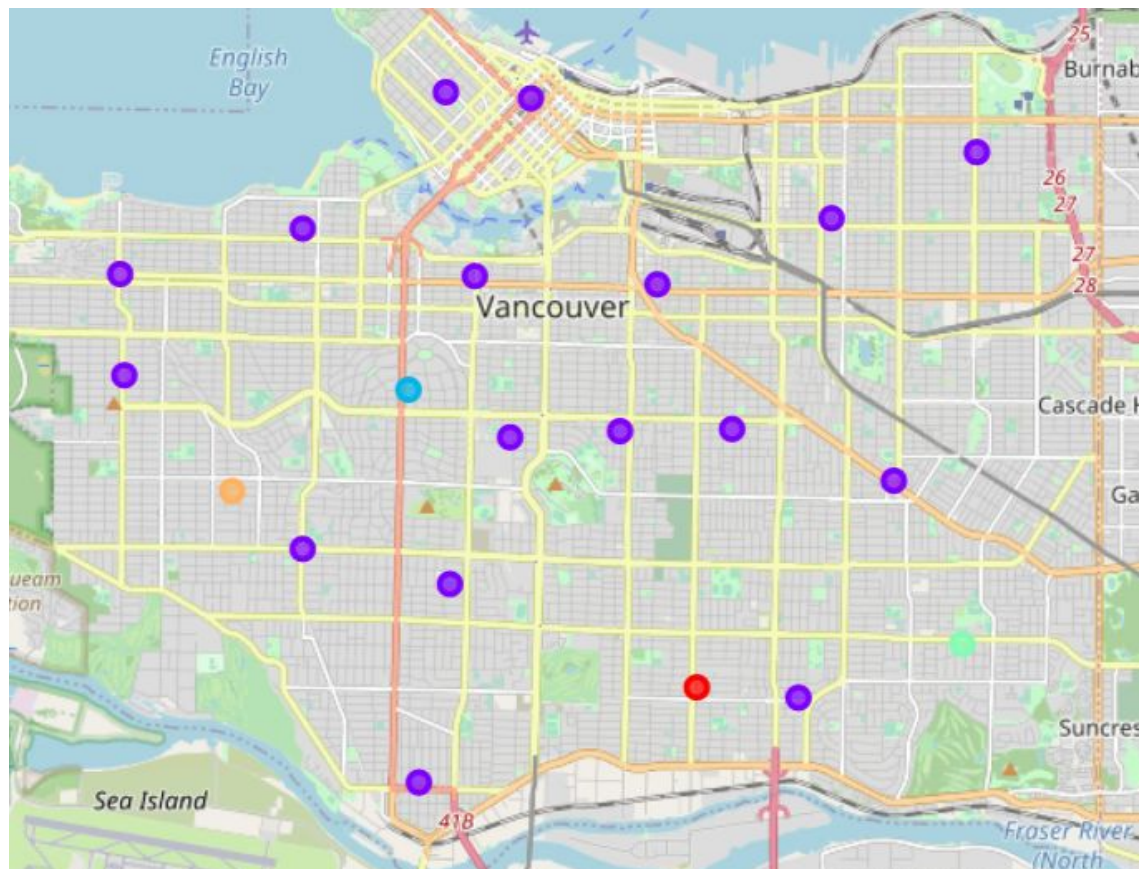 English
Bay
25
Burnab
26
27
27
28
Vancouver
Cascade H
Ga
ueam
tion
Sea Island
41B
Suncres
Fraser River
(North